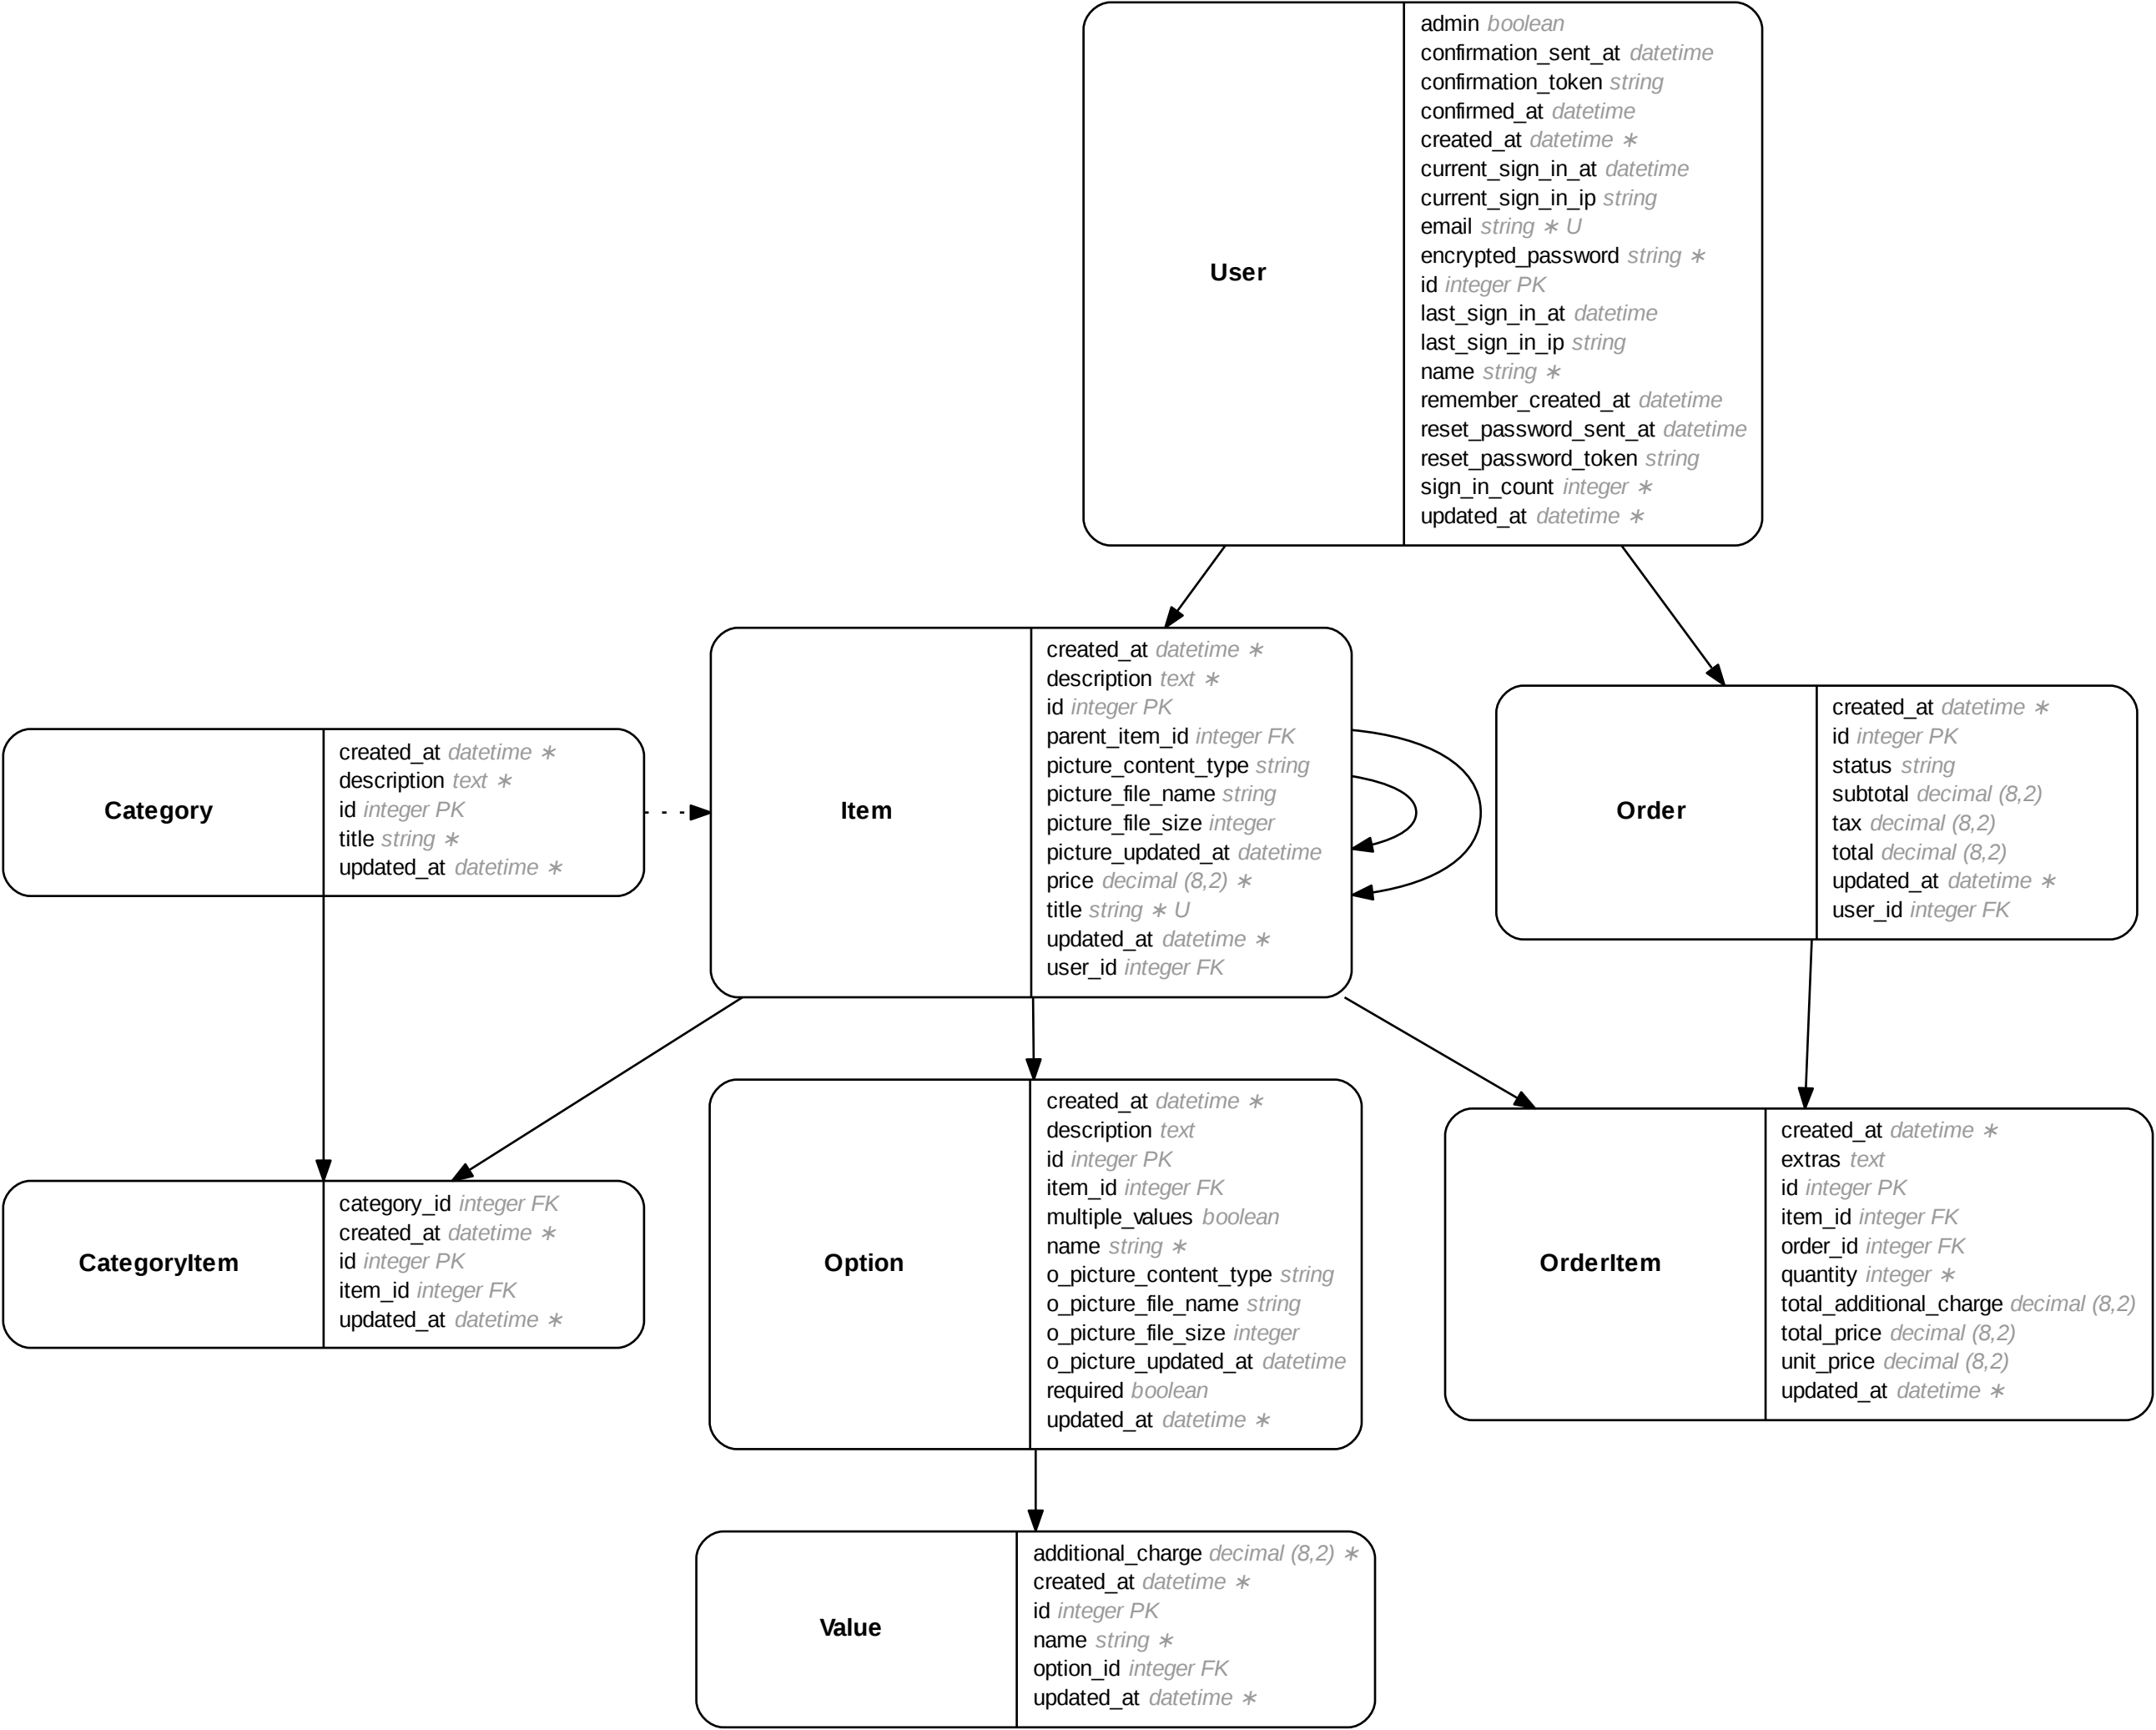 User
admin boolean
confirmation_sent_at datetime
confirmation_token string
confirmed_at datetime
created_at datetime ∗
current_sign_in_at datetime
current_sign_in_ip string
email string ∗ U
encrypted_password string ∗
id integer PK
last_sign_in_at datetime
last_sign_in_ip string
name string ∗
remember_created_at datetime
reset_password_sent_at datetime
reset_password_token string
sign_in_count integer ∗
updated_at datetime ∗
Category
created_at datetime ∗
description text ∗
id integer PK
title string ∗
updated_at datetime ∗
Item
created_at datetime ∗
description text ∗
id integer PK
parent_item_id integer FK
picture_content_type string
picture_file_name string
picture_file_size integer
picture_updated_at datetime
price decimal (8,2) ∗
title string ∗ U
updated_at datetime ∗
user_id integer FK
Order
created_at datetime ∗
id integer PK
status string
subtotal decimal (8,2)
tax decimal (8,2)
total decimal (8,2)
updated_at datetime ∗
user_id integer FK
CategoryItem
category_id integer FK
created_at datetime ∗
id integer PK
item_id integer FK
updated_at datetime ∗
Option
created_at datetime ∗
description text
id integer PK
item_id integer FK
multiple_values boolean
name string ∗
o_picture_content_type string
o_picture_file_name string
o_picture_file_size integer
o_picture_updated_at datetime
required boolean
updated_at datetime ∗
OrderItem
created_at datetime ∗
extras text
id integer PK
item_id integer FK
order_id integer FK
quantity integer ∗
total_additional_charge decimal (8,2)
total_price decimal (8,2)
unit_price decimal (8,2)
updated_at datetime ∗
Value
additional_charge decimal (8,2) ∗
created_at datetime ∗
id integer PK
name string ∗
option_id integer FK
updated_at datetime ∗